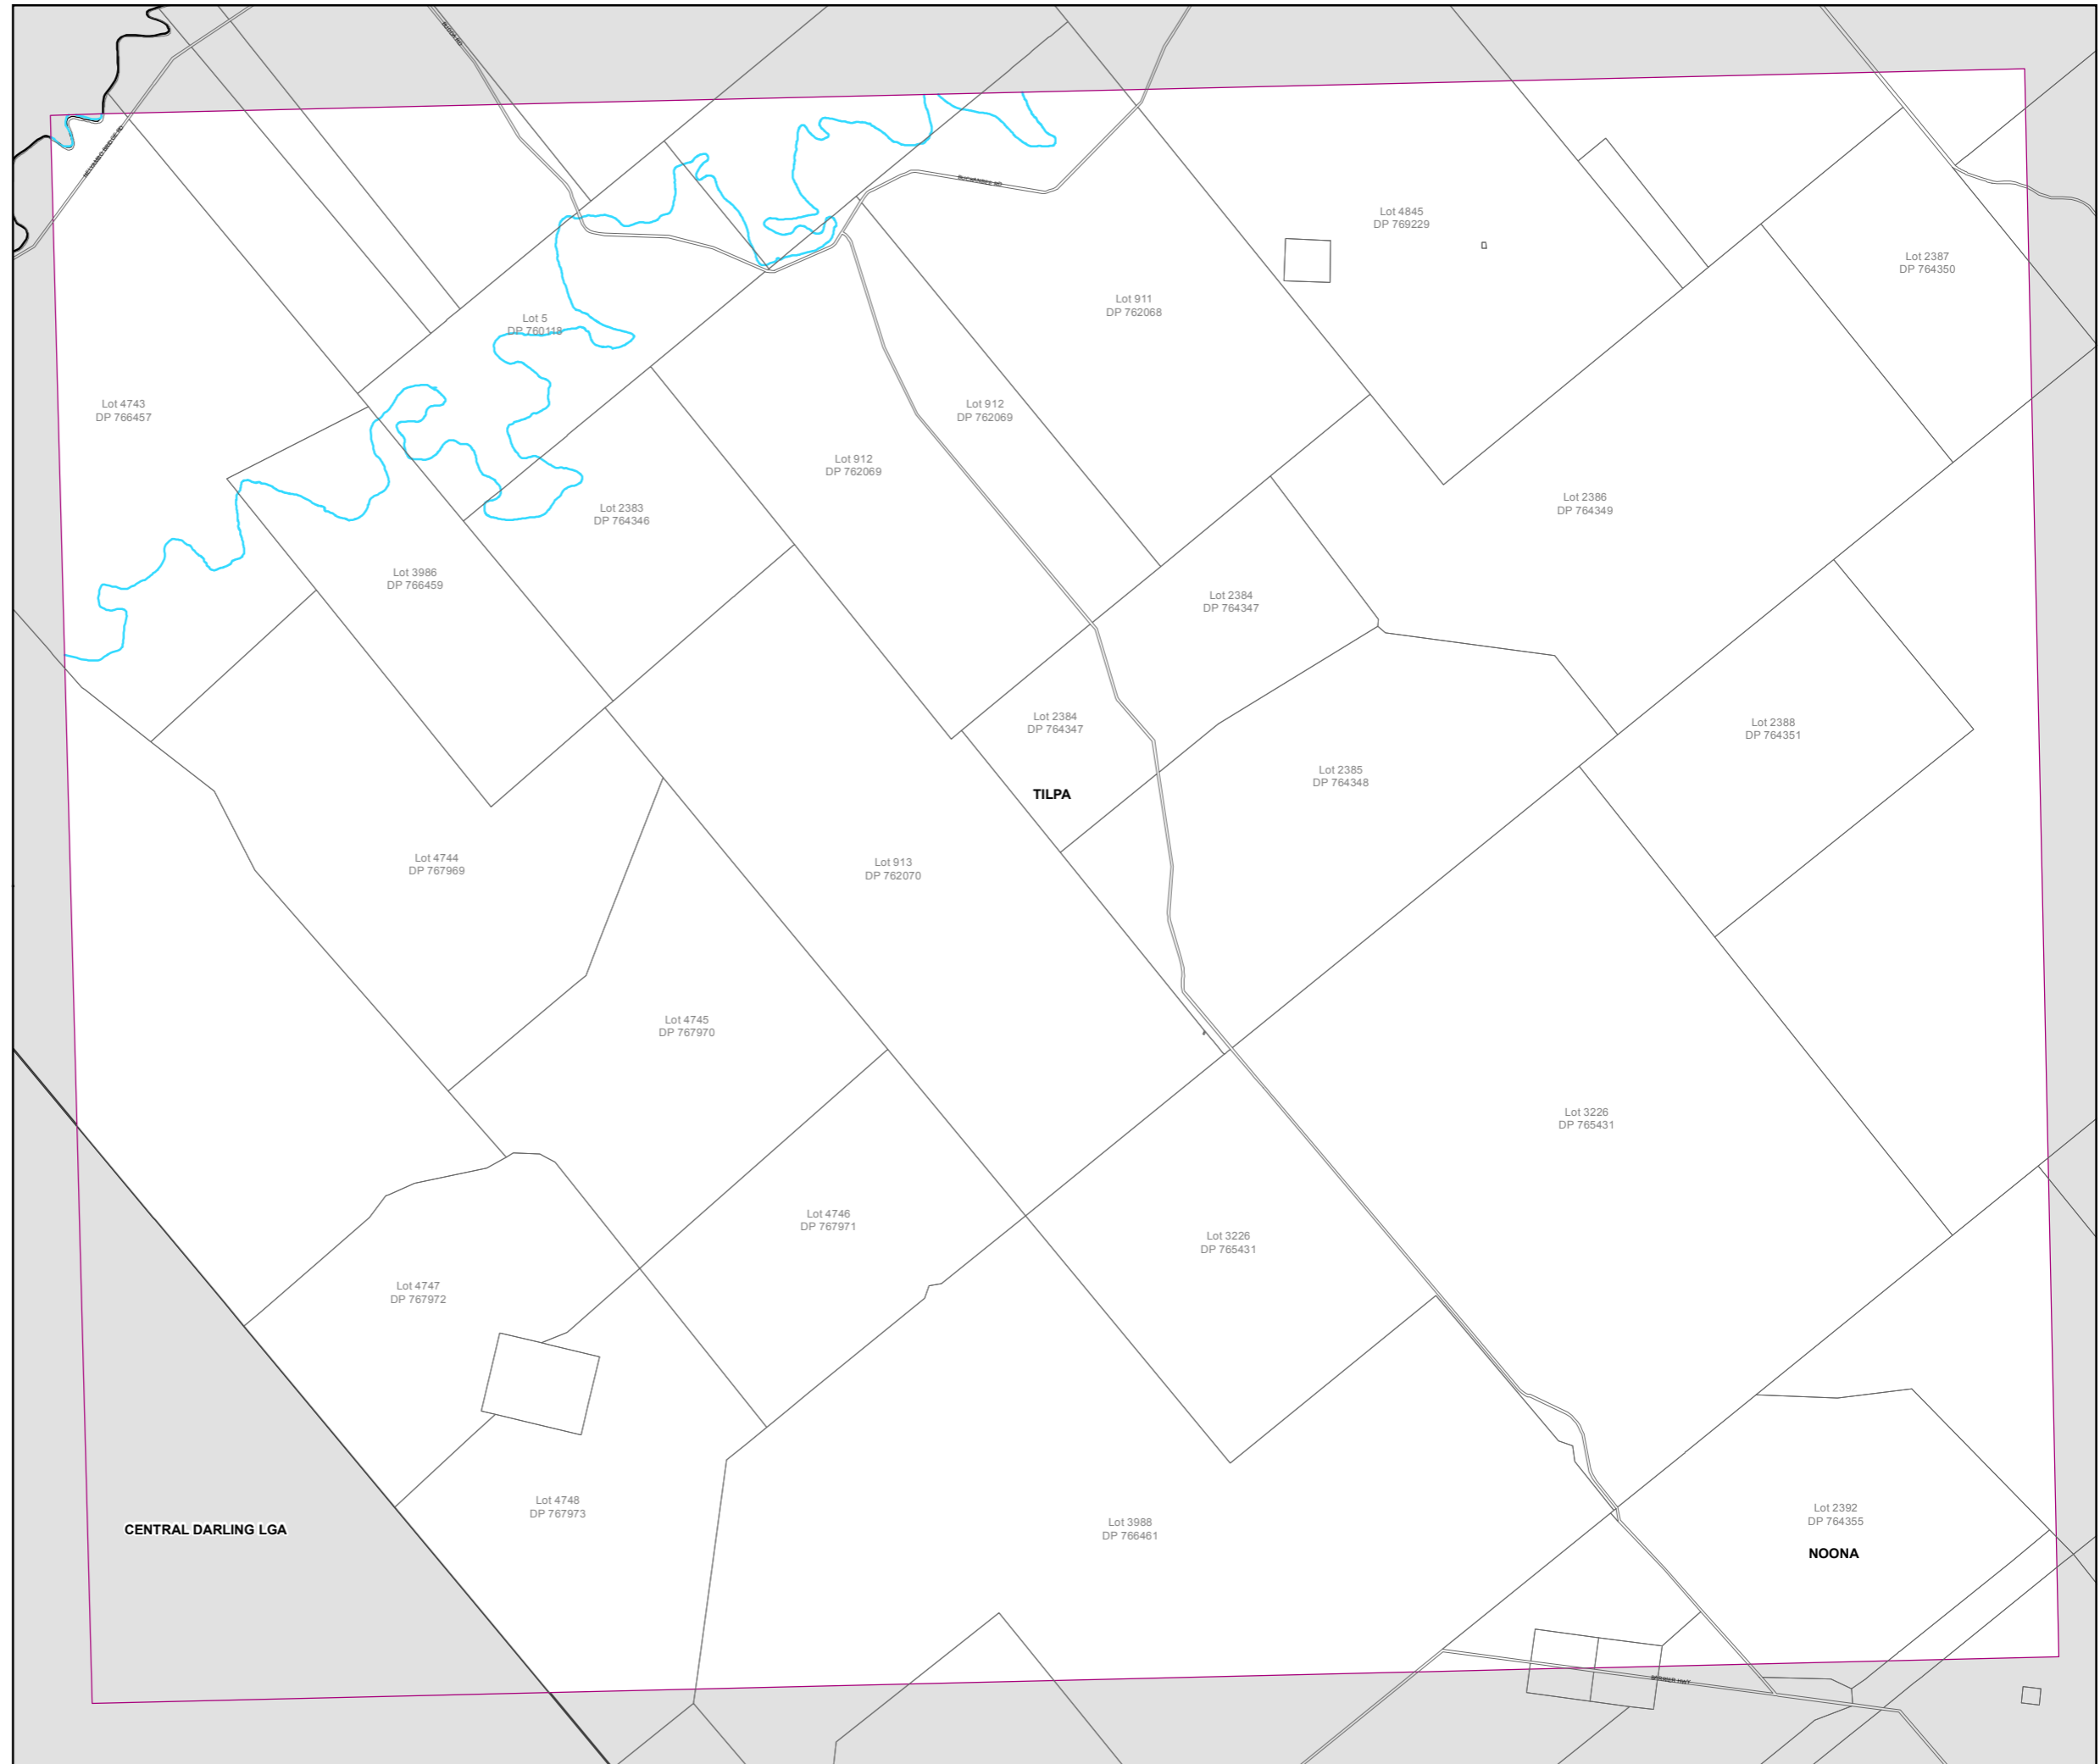 Lot 4845
DP 769229
Lot 2387
DP 764350
Lot 911
DP 762068
Lot 5
DP 760118
Lot 4743
DP 766457
Lot 912
DP 762069
Lot 912
DP 762069
Lot 2383
DP 764346
Lot 2386
DP 764349
Lot 3986
DP 766459
Lot 2384
DP 764347
Lot 2384
DP 764347
Lot 2388
DP 764351
Lot 2385
DP 764348
TILPA
Lot 4744
DP 767969
Lot 913
DP 762070
Lot 4745
DP 767970
Lot 3226
DP 765431
Lot 4746
DP 767971
Lot 3226
DP 765431
Lot 4747
DP 767972
Lot 4748
DP 767973
Lot 3988
DP 766461
Lot 2392
DP 764355
CENTRAL DARLING LGA
NOONA